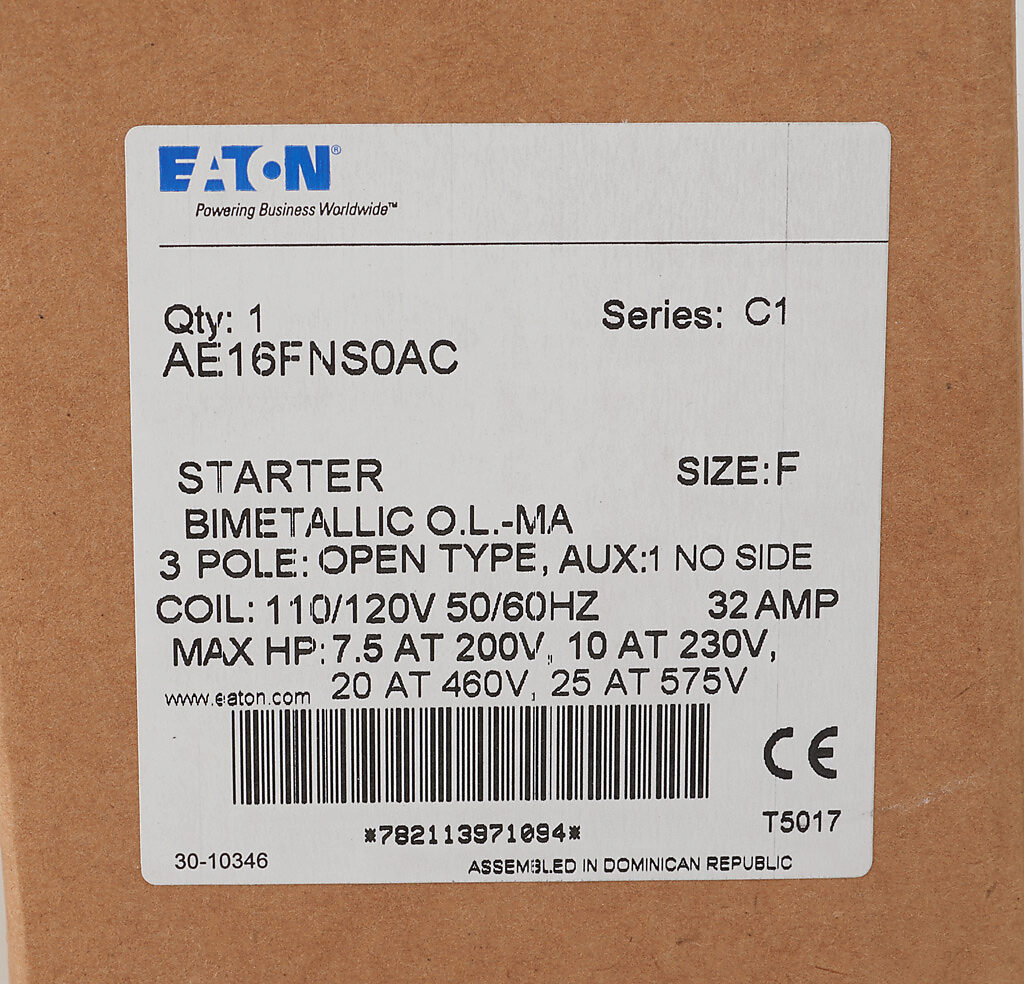 EATON®
Powering Business Worldwide™
Qty: 1 Series: C1
AE16FNS0AC
STARTER SIZE:F
BIMETALLIC O.L.-MA
3 POLE: OPEN TYPE, AUX:1 NO SIDE
COIL: 110/120V 50/60HZ 32 AMP
MAX HP: 7.5 AT 200V, 10 AT 230V,
www.eaton.com 20 AT 460V, 25 AT 575V
CE
*782113971094* T5017
30-10346 ASSEMBLED IN DOMINICAN REPUBLIC